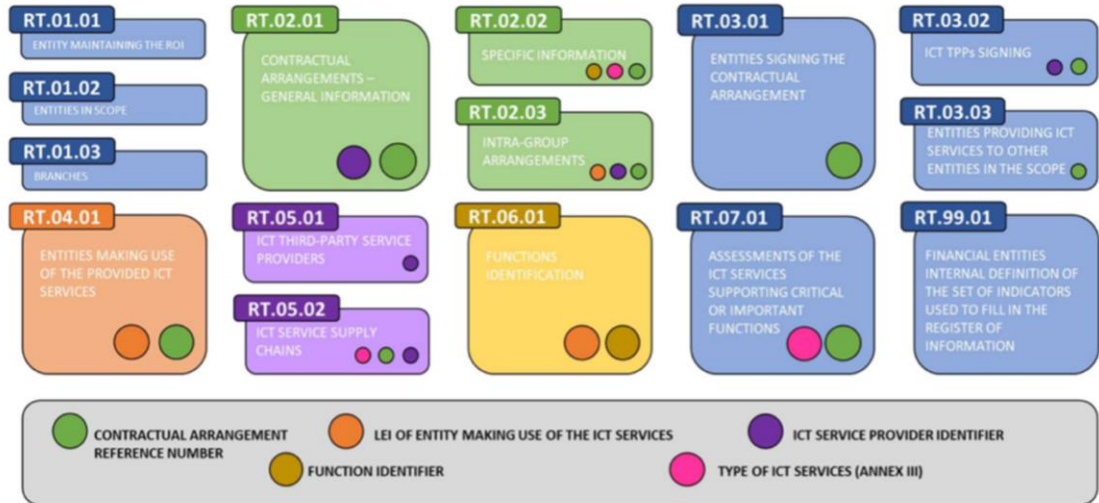 RT.01.01
ENTITY MAINTAINING THE ROI
RT.01.02
ENTITIES IN SCOPE
RT.01.03
BRANCHES
RT.02.01
CONTRACTUAL
ARRANGEMENTS –
GENERAL INFORMATION
RT.02.02
SPECIFIC INFORMATION
RT.02.03
INTRA-GROUP
ARRANGEMENTS
RT.03.01
ENTITIES SIGNING THE
CONTRACTUAL
ARRANGEMENT
RT.03.02
ICT TPPs SIGNING
RT.03.03
ENTITIES PROVIDING ICT
SERVICES TO OTHER
ENTITIES IN THE SCOPE
RT.04.01
ENTITIES MAKING USE
OF THE PROVIDED ICT
SERVICES
RT.05.01
ICT THIRD-PARTY SERVICE
PROVIDERS
RT.05.02
ICT SERVICE SUPPLY
CHAINS
RT.06.01
FUNCTIONS
IDENTIFICATION
RT.07.01
ASSESSMENTS OF THE
ICT SERVICES
SUPPORTING CRITICAL
OR IMPORTANT
FUNCTIONS
RT.99.01
FINANCIAL ENTITIES
INTERNAL DEFINITION OF
THE SET OF INDICATORS
USED TO FILL IN THE
REGISTER OF
INFORMATION
CONTRACTUAL ARRANGEMENT
REFERENCE NUMBER
LEI OF ENTITY MAKING USE OF THE ICT SERVICES
ICT SERVICE PROVIDER IDENTIFIER
FUNCTION IDENTIFIER
TYPE OF ICT SERVICES (ANNEX III)